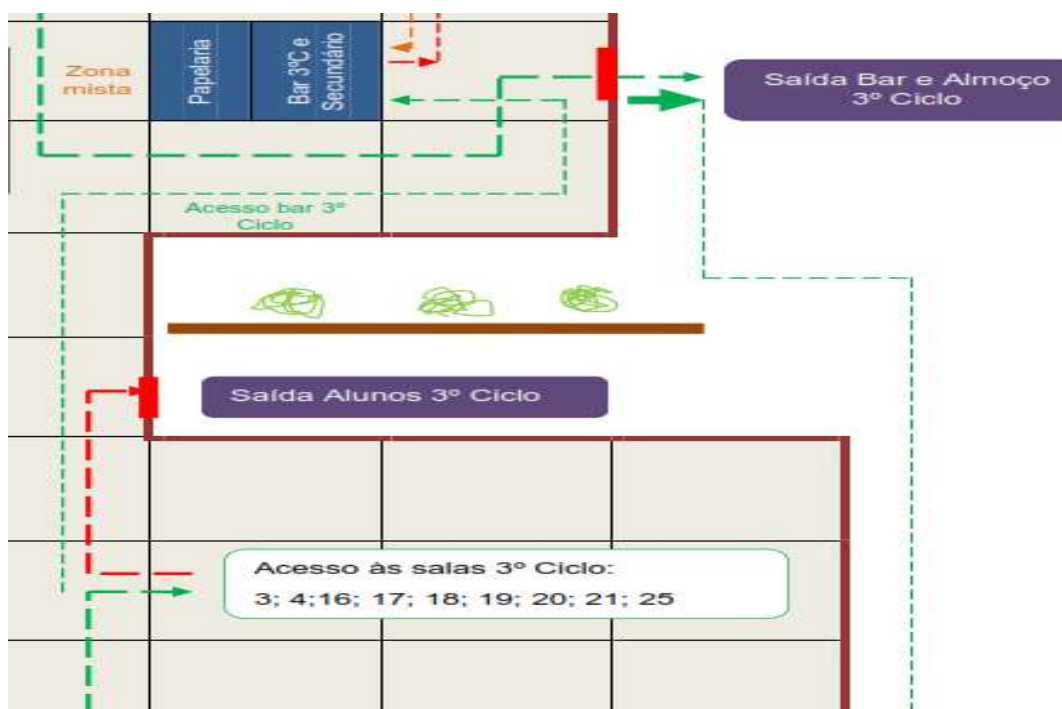 Zona
mista
Papelaria
Bar 3ºC e
Secundário
Saída Bar e Almoço
3º Ciclo
Acesso bar 3º
Ciclo
Saída Alunos 3º Ciclo
Acesso às salas 3º Ciclo:
3; 4;16; 17; 18; 19; 20; 21; 25